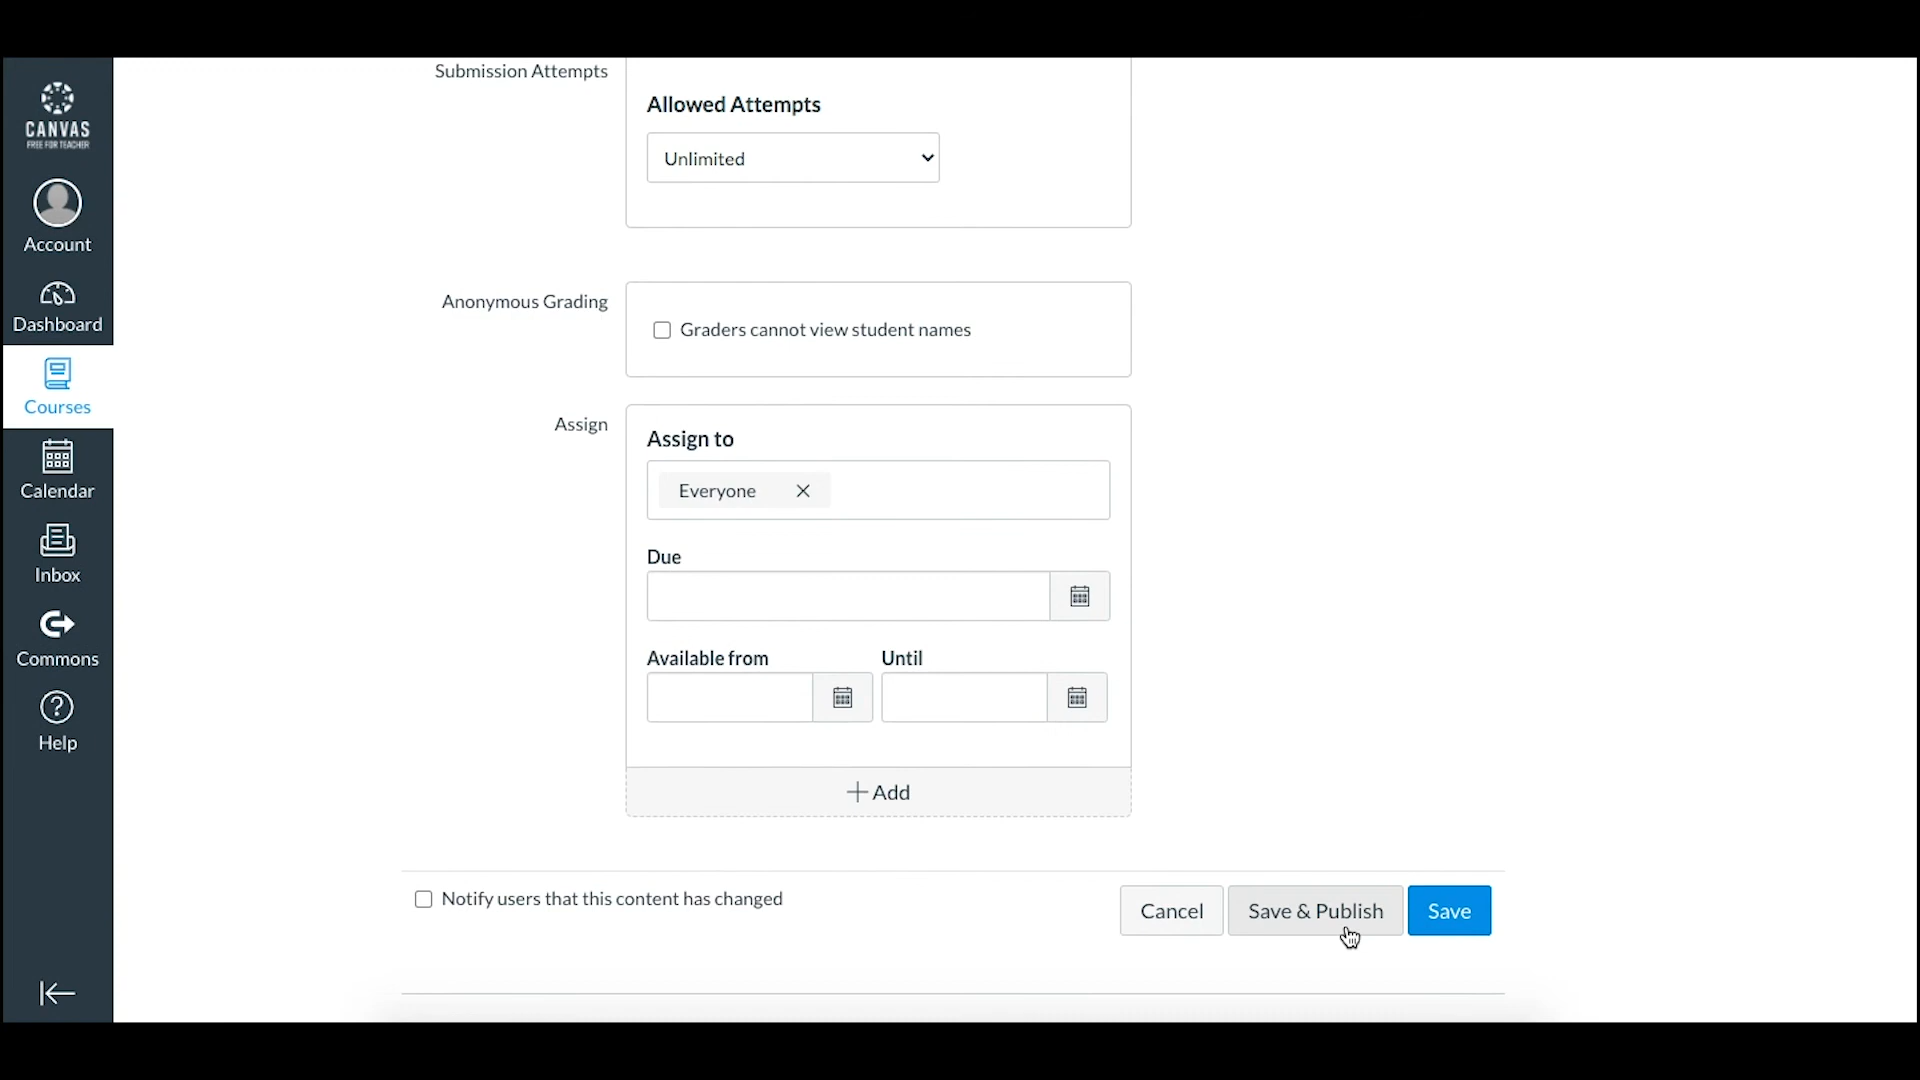 CANVAS
FREE FOR TEACHER
Account
Dashboard
Courses
Calendar
Inbox
Commons
Help
Submission Attempts
Allowed Attempts
Unlimited
Anonymous Grading
Graders cannot view student names
Assign
Assign to
Everyone
Due
Available from
Until
Add
Notify users that this content has changed
Cancel
Save & Publish
Save